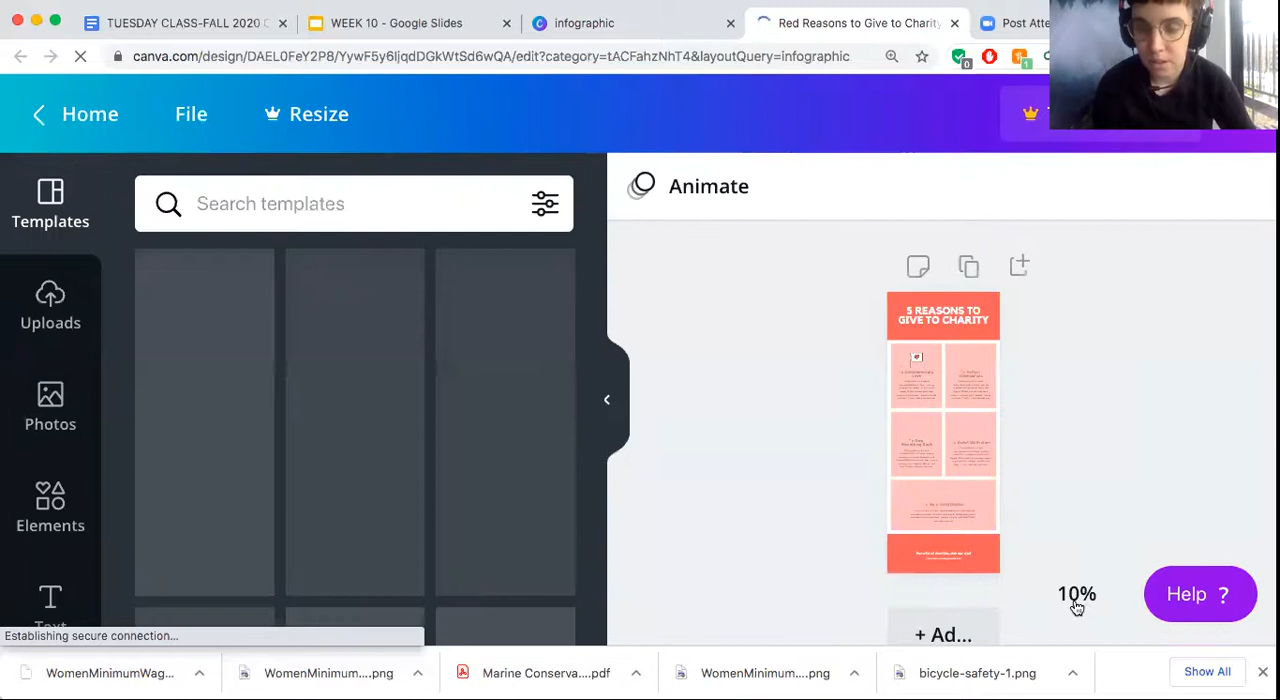 TUESDAY CLASS-FALL 2020 C
WEEK 10 - Google Slides
infographic
Red Reasons to Give to Charity
Post Atte
canva.com/design/DAEL0FeY2P8/YywF5y6IjqdDGkWtSd6wQA/edit?category=tACFahzNhT4&layoutQuery=infographic
0
1
Home
File
Resize
Templates
Search templates
Animate
Uploads
Photos
Elements
Text
5 REASONS TO
GIVE TO CHARITY
10%
Help ?
+ Ad...
Establishing secure connection...
WomenMinimumWag...
WomenMinimum....png
Marine Conserva....pdf
WomenMinimum....png
bicycle-safety-1.png
Show All